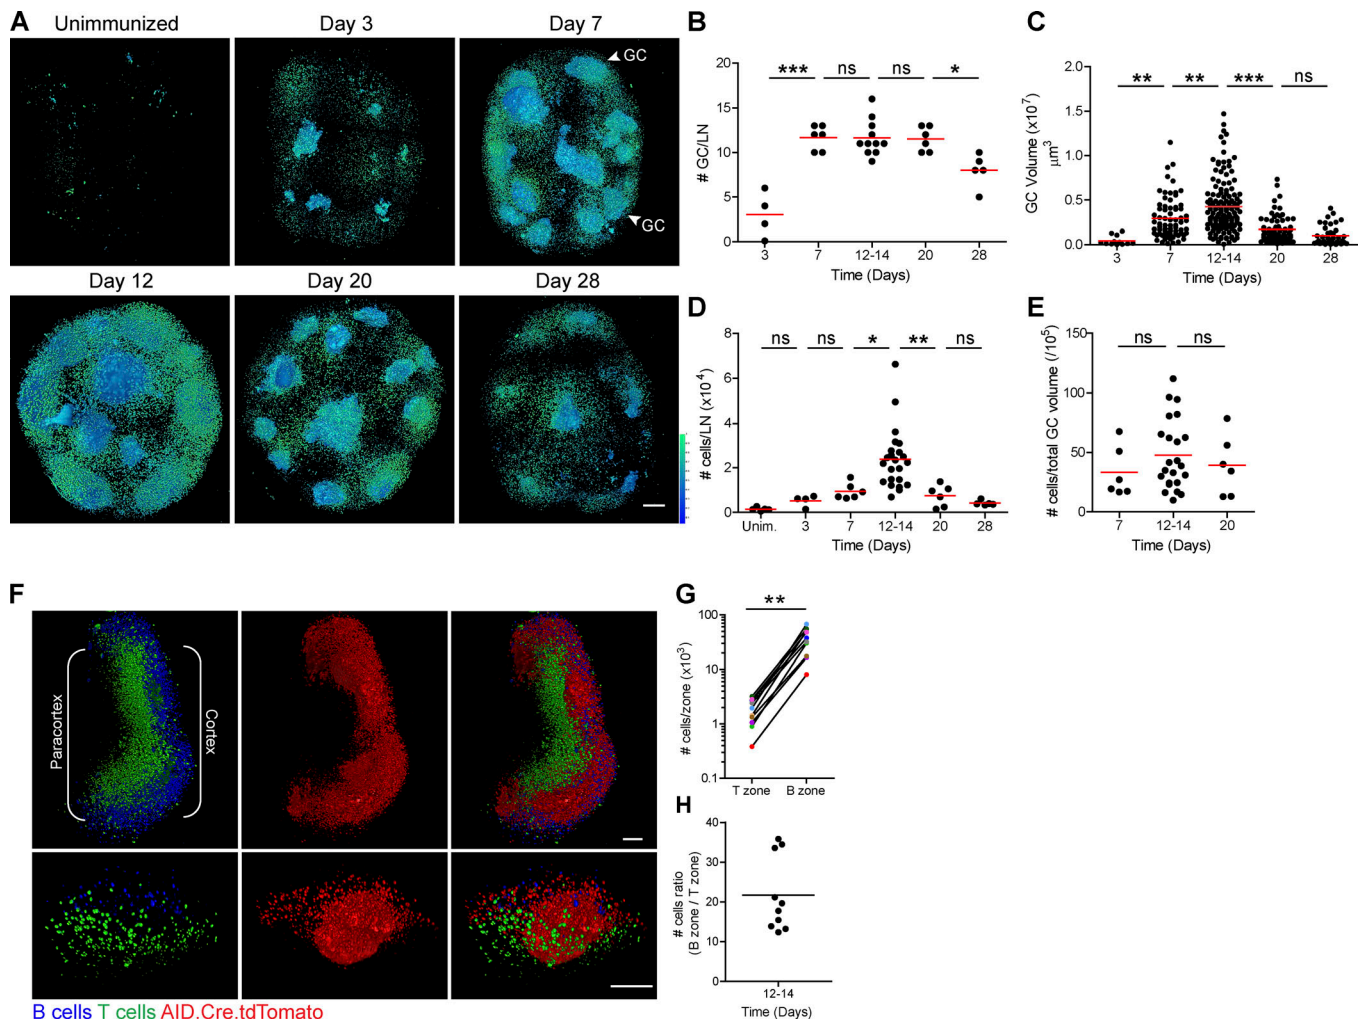 A
Unimmunized
Day 3
Day 7
GC
GC
Day 12
Day 20
Day 28
B
***
ns
ns
*
20
15
10
5
0
# GC/LN
3
7
12-14
20
28
Time (Days)
C
**
**
***
ns
2.0
1.5
1.0
0.5
0.0
GC Volume (x10⁷)
µm³
3
7
12-14
20
28
Time (Days)
D
ns
ns
*
**
ns
8
6
4
2
0
# cells/LN (x10⁴)
Unim.
3
7
12-14
20
28
Time (Days)
E
ns
ns
150
100
50
0
# cells/total GC volume (/10⁵)
7
12-14
20
Time (Days)
F
Paracortex
Cortex
B cells T cells AID.Cre.tdTomato
G
**
100
10
1
0.1
# cells/zone (x10³)
T zone
B zone
H
40
30
20
10
0
# cells ratio
(B zone / T zone)
12-14
Time (Days)